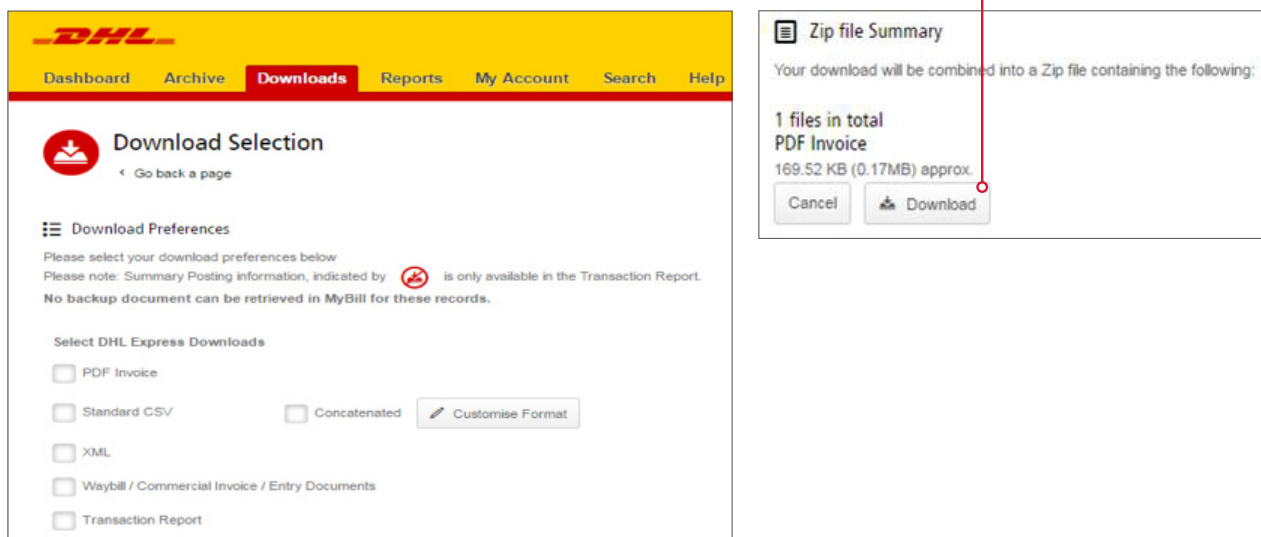 DHL
Dashboard Archive Downloads Reports My Account Search Help
Download Selection
Go back a page
Download Preferences
Please select your download preferences below
Please note: Summary Posting information, indicated by is only available in the Transaction Report.
No backup document can be retrieved in MyBill for these records.
Select DHL Express Downloads
PDF Invoice
Standard CSV Concatenated Customise Format
XML
Waybill / Commercial Invoice / Entry Documents
Transaction Report
Zip file Summary
Your download will be combined into a Zip file containing the following:
1 files in total
PDF Invoice
169.52 KB (0.17MB) approx.
Cancel Download